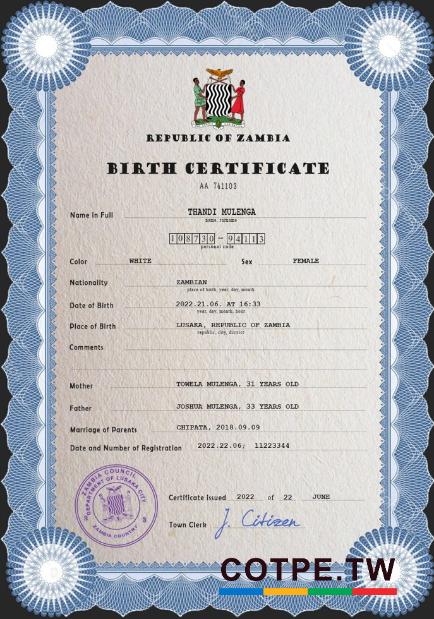 REPUBLIC OF ZAMBIA
BIRTH CERTIFICATE
AA 741103
Name in Full THANDI MULENGA
108730 - 94113
personal code
Color WHITE Sex FEMALE
Nationality ZAMBIAN
place of birth, year, day, month
Date of Birth 2022.21.06. AT 16:33
year, day, month, hour
Place of Birth LUSAKA, REPUBLIC OF ZAMBIA
republic, city, district
Comments
Mother TOWELA MULENGA, 31 YEARS OLD
Father JOSHUA MULENGA, 33 YEARS OLD
Marriage of Parents CHIPATA, 2018.09.09
Date and Number of Registration 2022.22.06; 11223344
ZAMBIA COUNCIL
DEPARTMENT OF LUSAKA CITY
ZAMBIA COUNTRY
Certificate issued 2022 of 22 JUNE
Town Clerk J. Citizen
COTPE.TW